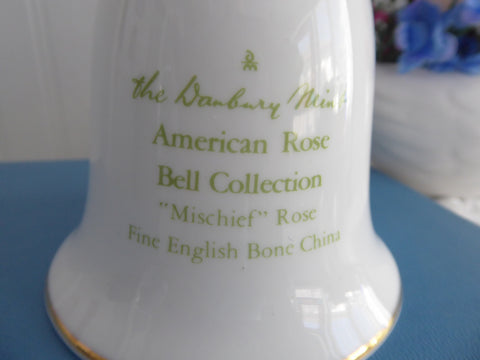 the Danbury Mint
American Rose
Bell Collection
"Mischief" Rose
Fine English Bone China